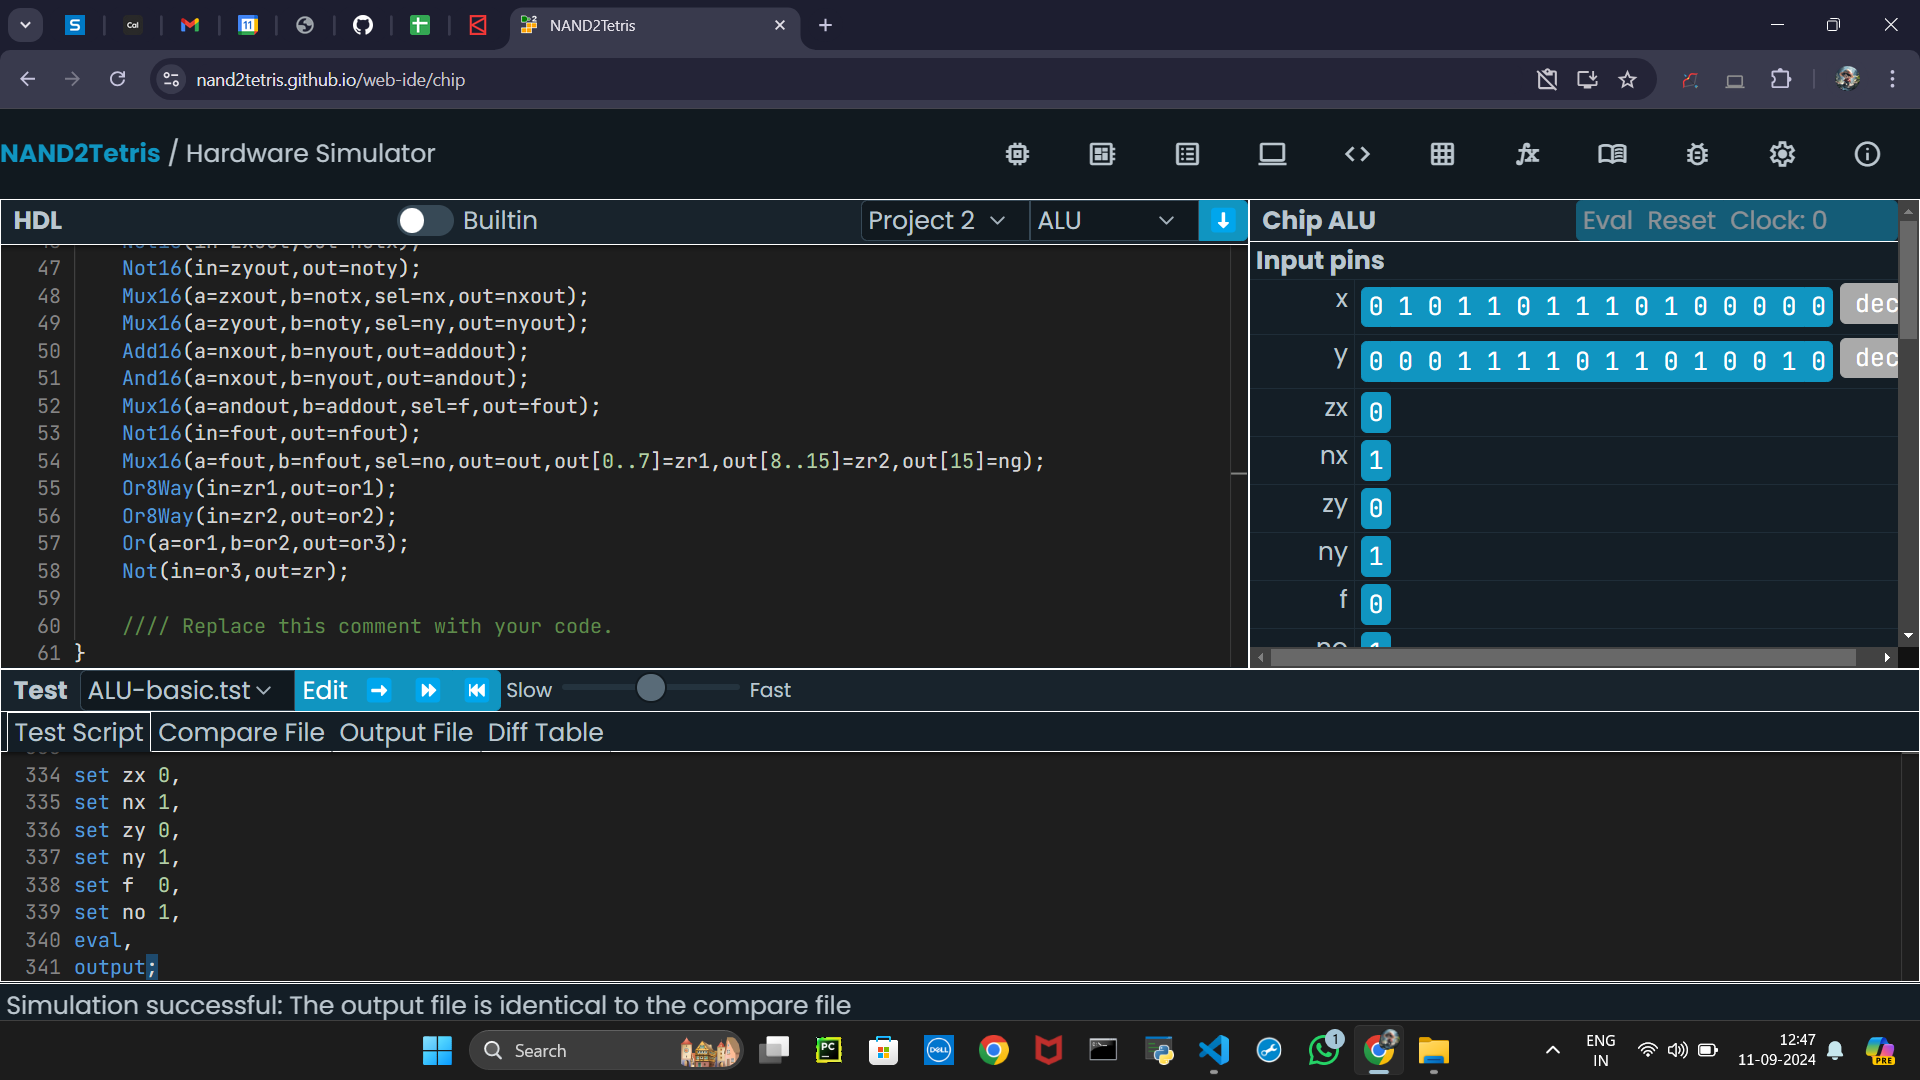 S
Cal
11
NAND2Tetris
nand2tetris.github.io/web-ide/chip
NAND2Tetris / Hardware Simulator
HDL
Builtin
Project 2
ALU
Chip ALU
Eval Reset Clock: 0
Input pins
47 Not16(in=zyout,out=noty);
48 Mux16(a=zxout,b=notx,sel=nx,out=nxout);
49 Mux16(a=zyout,b=noty,sel=ny,out=nyout);
50 Add16(a=nxout,b=nyout,out=addout);
51 And16(a=nxout,b=nyout,out=andout);
52 Mux16(a=andout,b=addout,sel=f,out=fout);
53 Not16(in=fout,out=nfout);
54 Mux16(a=fout,b=nfout,sel=no,out=out,out[0..7]=zr1,out[8..15]=zr2,out[15]=ng);
55 Or8Way(in=zr1,out=or1);
56 Or8Way(in=zr2,out=or2);
57 Or(a=or1,b=or2,out=or3);
58 Not(in=or3,out=zr);
59
60 //// Replace this comment with your code.
61 }
x 0 1 0 1 1 0 1 1 1 0 1 0 0 0 0 0 dec
y 0 0 0 1 1 1 1 0 1 1 0 1 0 0 1 0 dec
zx 0
nx 1
zy 0
ny 1
f 0
no 1
Test ALU-basic.tst Edit Slow Fast
Test Script Compare File Output File Diff Table
334 set zx 0,
335 set nx 1,
336 set zy 0,
337 set ny 1,
338 set f  0,
339 set no 1,
340 eval,
341 output;
Simulation successful: The output file is identical to the compare file
Search
PC
DELL
1
ENG
IN
12:47
11-09-2024
PRE